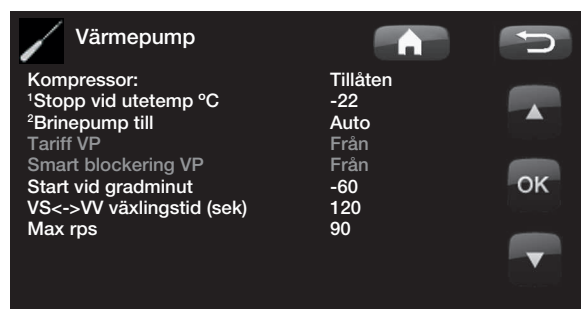 Värmepump
Kompressor: Tillåten
¹Stopp vid utetemp ºC -22
²Brinepump till Auto
Tariff VP Från
Smart blockering VP Från
Start vid gradminut -60
VS<->VV växlingstid (sek) 120
Max rps 90
OK